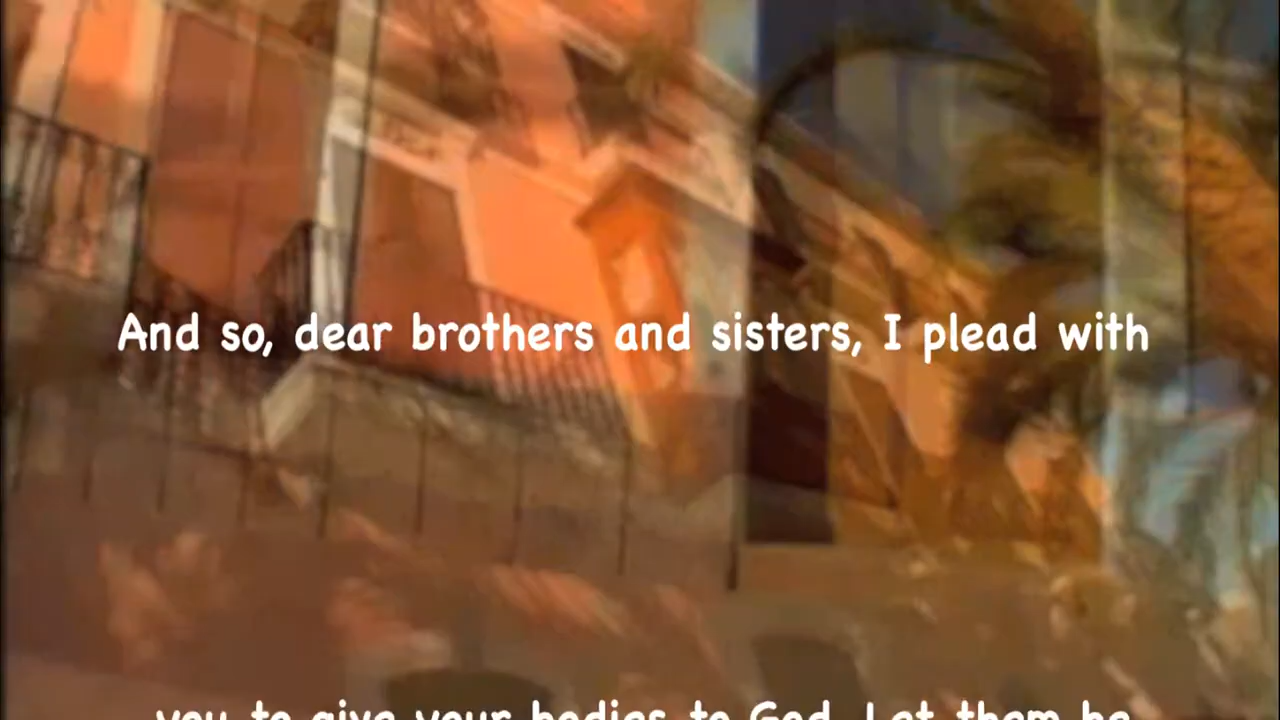 And so, dear brothers and sisters, I plead with
you to give your bodies to God. Let them be